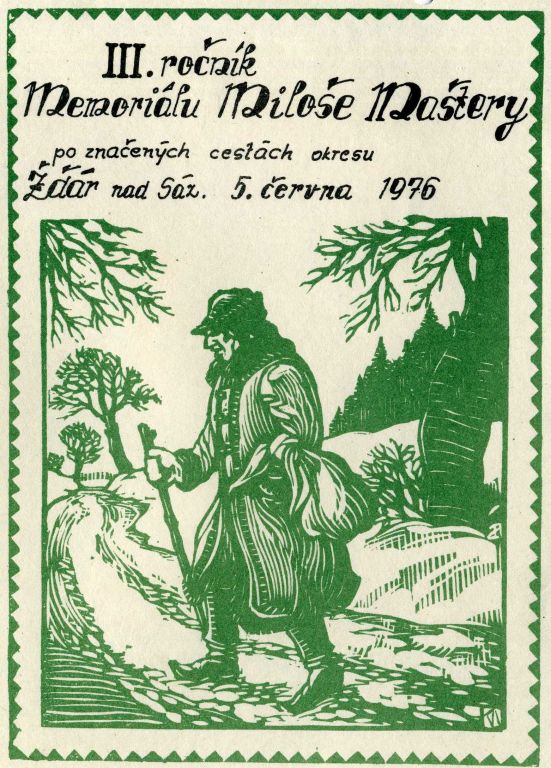 III. ročník
Memoriálu Miloše Maštery
po značených cestách okresu
Žďár nad Sáz. 5. června 1976